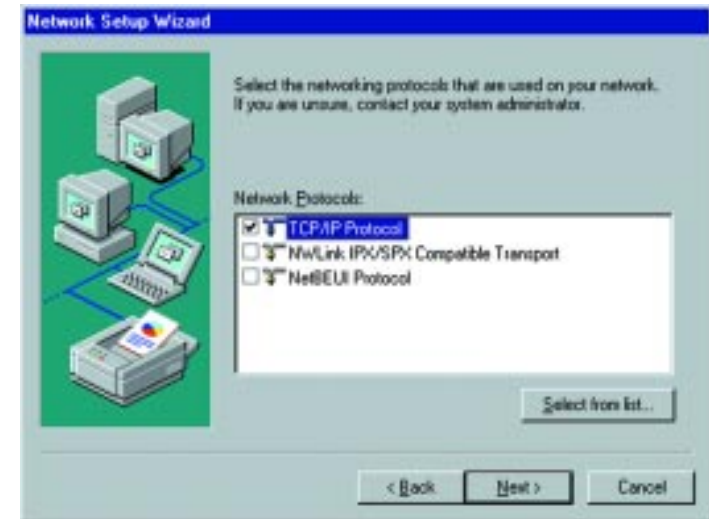 Network Setup Wizard
Select the networking protocols that are used on your network.
If you are unsure, contact your system administrator.
Network Protocols:
TCP/IP Protocol
NWLink IPX/SPX Compatible Transport
NetBEUI Protocol
Select from list...
< Back
Next >
Cancel